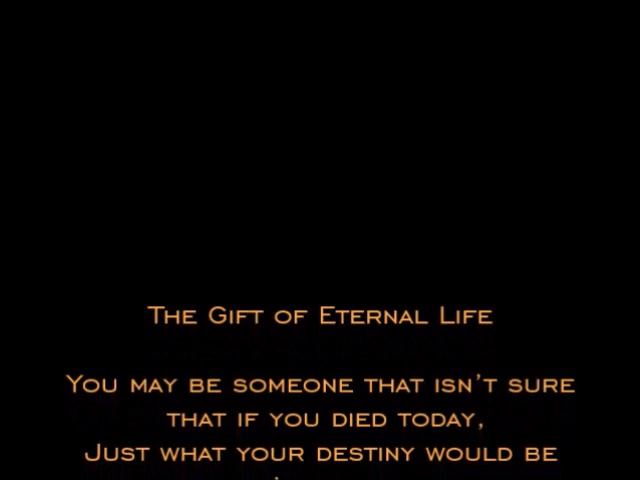 The Gift of Eternal Life
You may be someone that isn't sure
that if you died today,
Just what your destiny would be